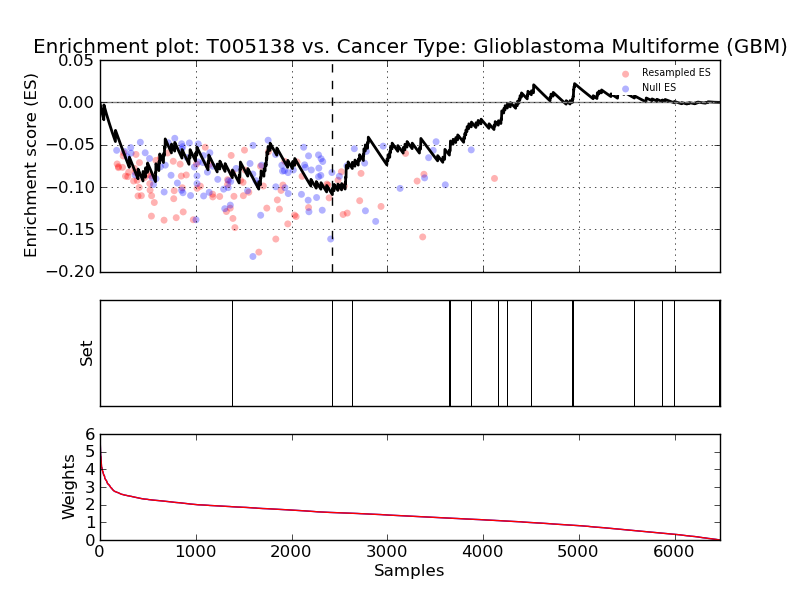 Enrichment plot: T005138 vs. Cancer Type: Glioblastoma Multiforme (GBM)
Enrichment score (ES)
0.05
0.00
−0.05
−0.10
−0.15
−0.20
Resampled ES
Null ES
Set
Weights
6
5
4
3
2
1
0
0 1000 2000 3000 4000 5000 6000
Samples